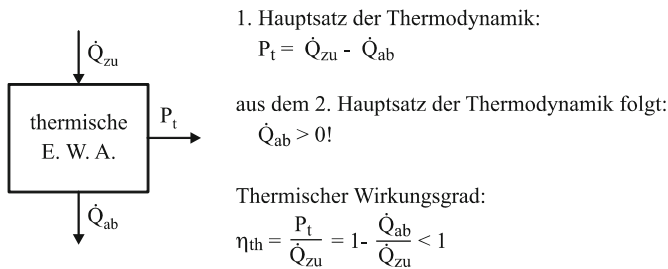 Q̇zu
thermische
E. W. A.
Pt
Q̇ab
1. Hauptsatz der Thermodynamik:
Pt = Q̇zu - Q̇ab
aus dem 2. Hauptsatz der Thermodynamik folgt:
Q̇ab > 0!
Thermischer Wirkungsgrad:
ηth = Pt / Q̇zu = 1- Q̇ab / Q̇zu < 1